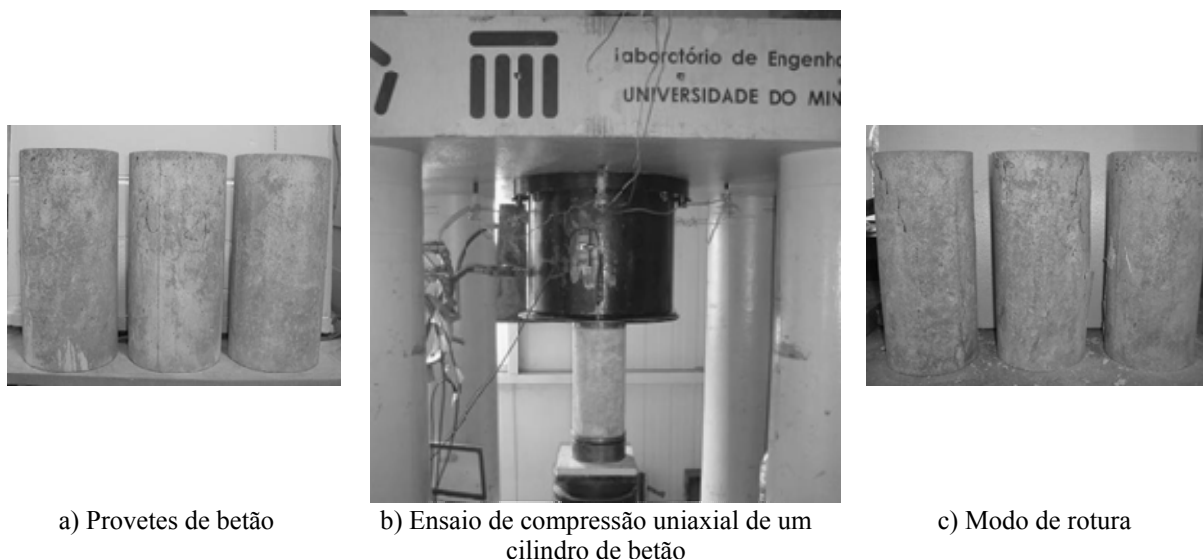 Laboratório de Engenh
UNIVERSIDADE DO MIN
a) Provetes de betão
b) Ensaio de compressão uniaxial de um
cilindro de betão
c) Modo de rotura